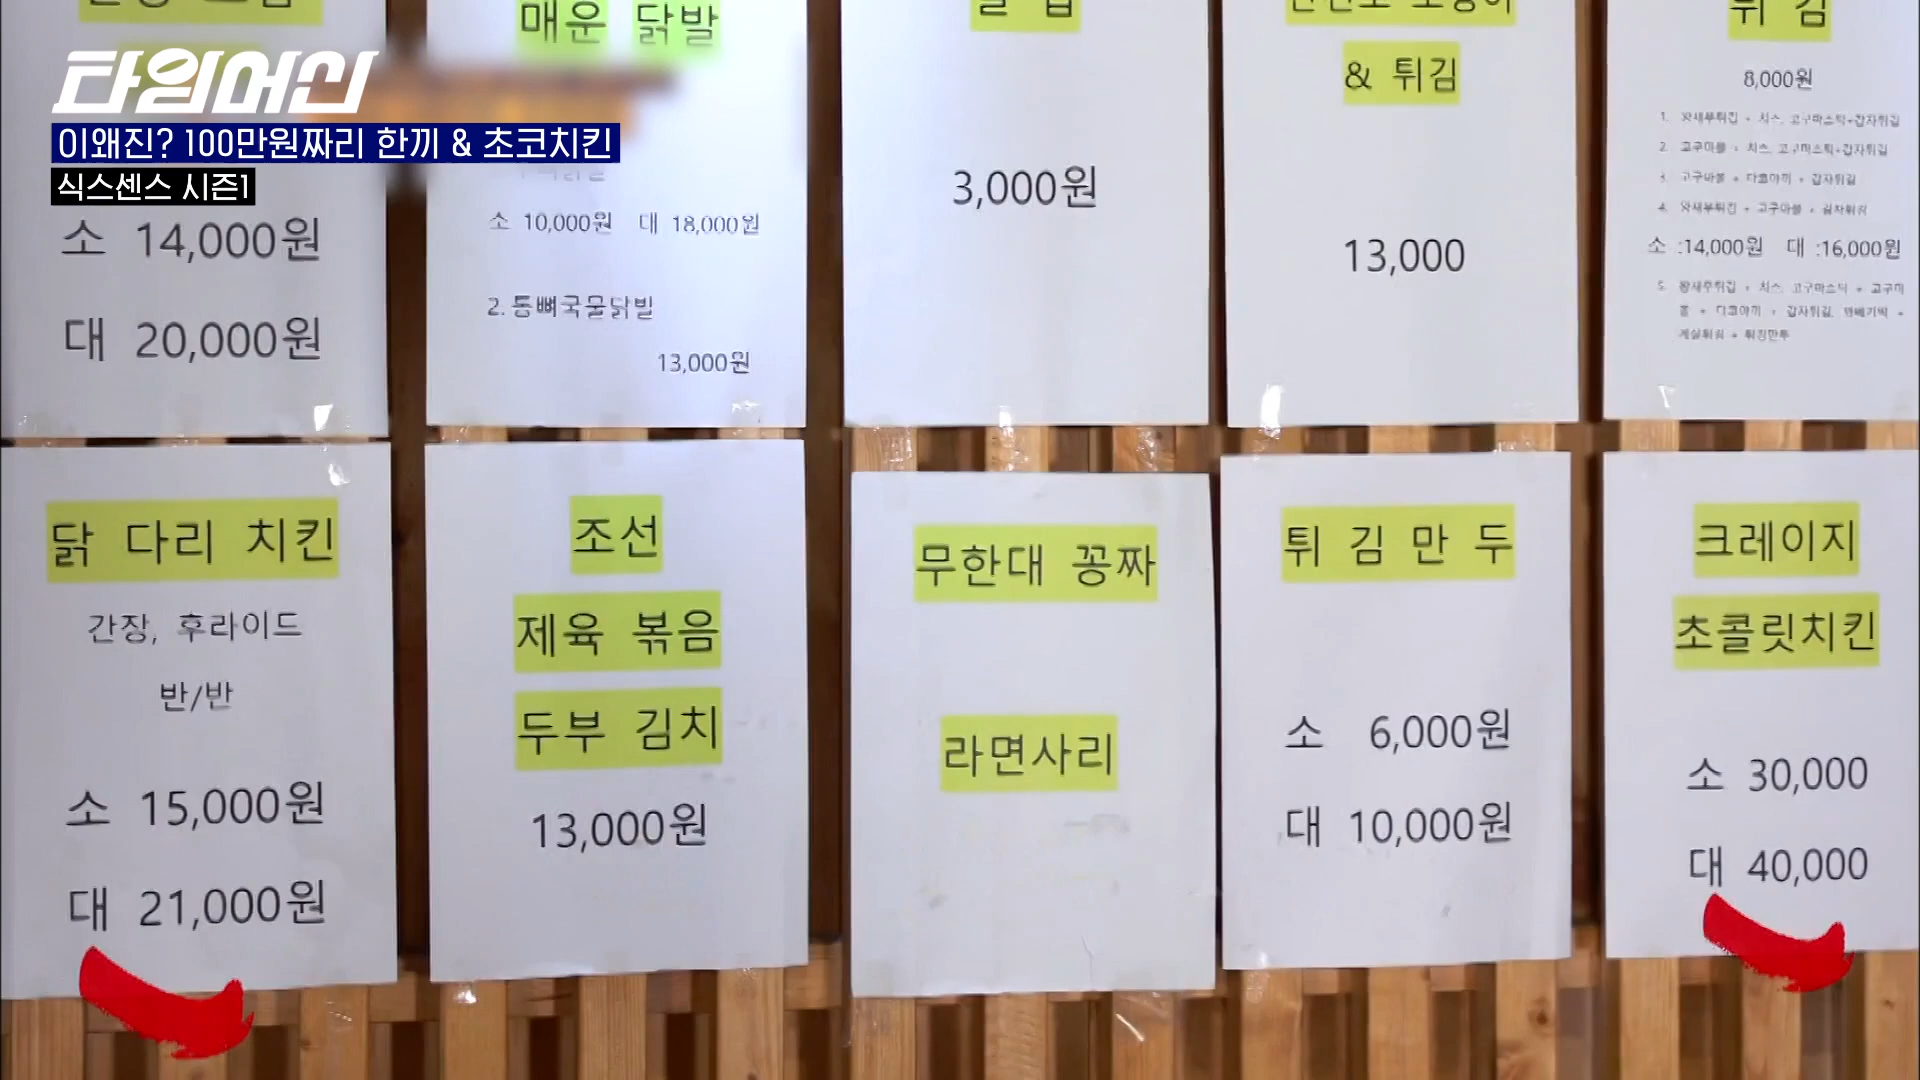 타임머신
이왜진? 100만원짜리 한끼 & 초코치킨
식스센스 시즌1
소 14,000원
대 20,000원
매운 닭발
소 10,000원 대 18,000원
2. 통뼈국물닭발
13,000원
3,000원
& 튀김
13,000
튀 김
8,000원
소 :14,000원 대 :16,000원
닭 다리 치킨
간장, 후라이드
반/반
소 15,000원
대 21,000원
조선
제육 볶음
두부 김치
13,000원
무한대 꽁짜
라면사리
튀 김 만 두
소 6,000원
대 10,000원
크레이지
초콜릿치킨
소 30,000
대 40,000